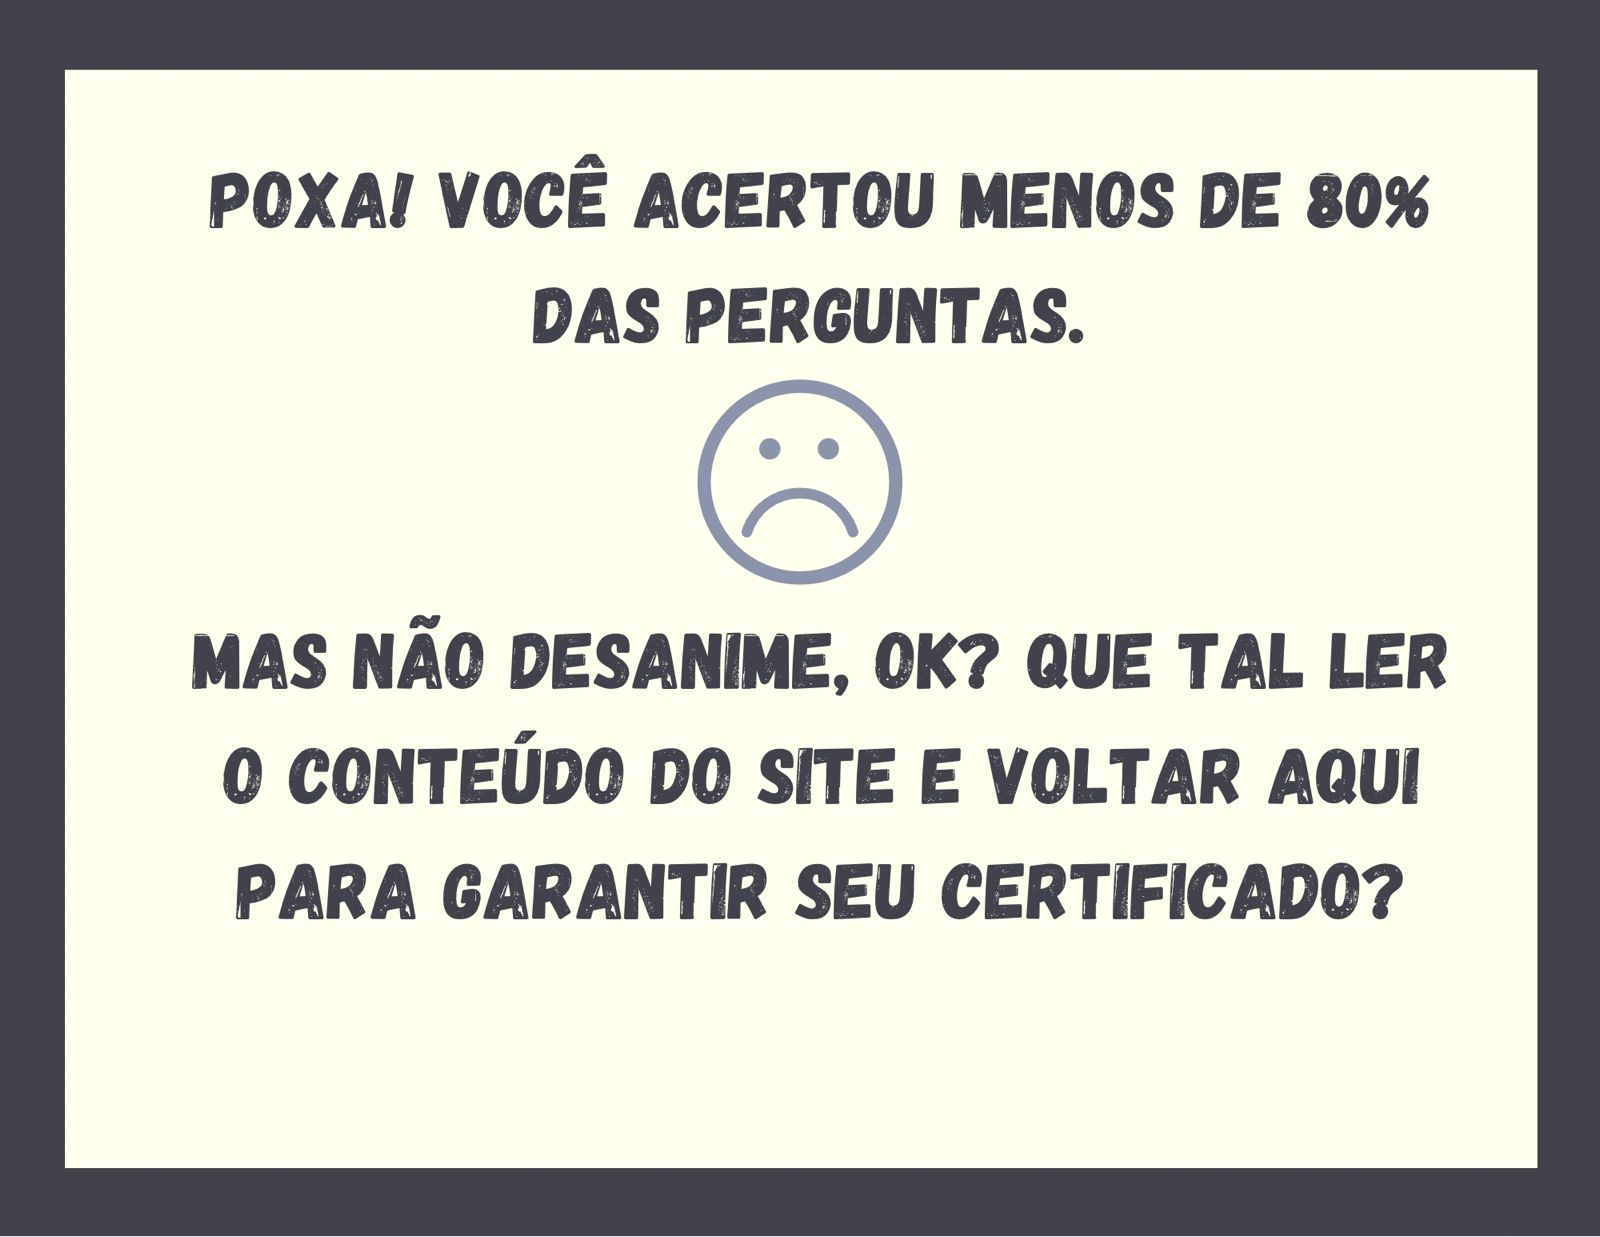 POXA! VOCÊ ACERTOU MENOS DE 80%
DAS PERGUNTAS.
MAS NÃO DESANIME, OK? QUE TAL LER
O CONTEÚDO DO SITE E VOLTAR AQUI
PARA GARANTIR SEU CERTIFICADO?